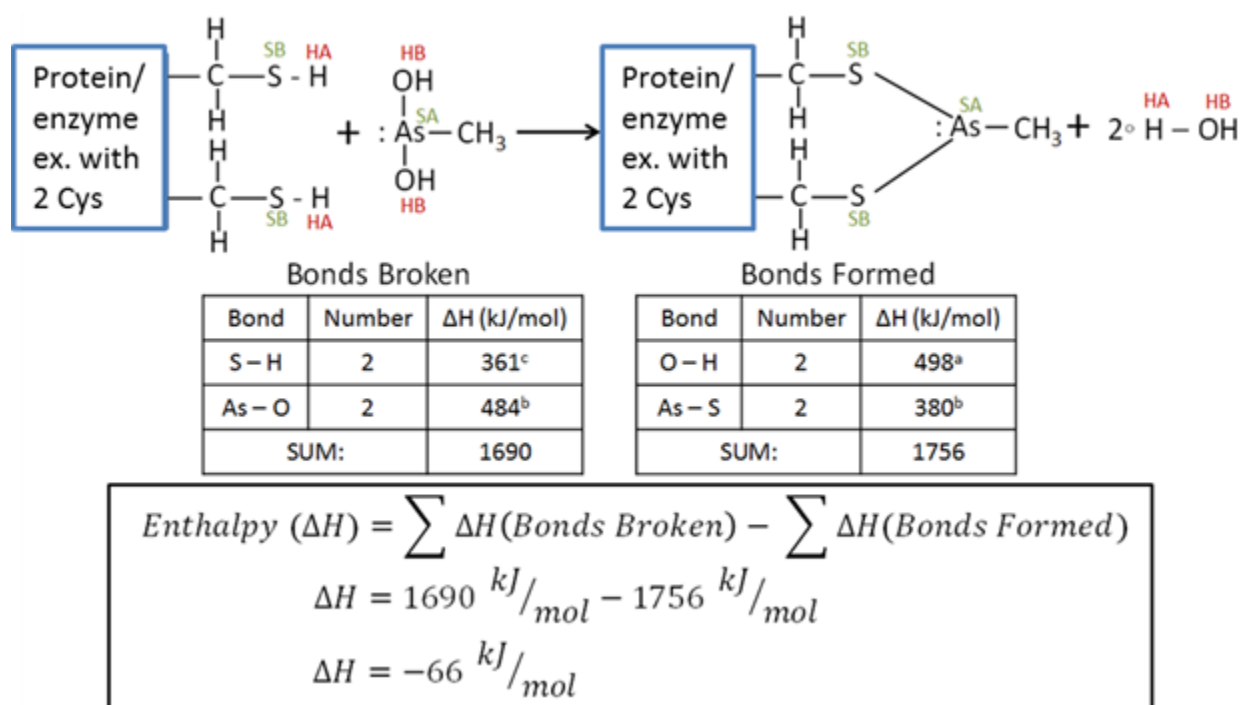 H H
SB HA HB SB
Protein/ C S - H OH Protein/ C S
enzyme H SA enzyme H SA HA HB
ex. with + : As CH3 ex. with : As CH3 + 2◦ H – OH
2 Cys H OH 2 Cys H
C S - H HB C S
SB HA SB
H H
Bonds Broken Bonds Formed
Bond Number ΔH (kJ/mol) Bond Number ΔH (kJ/mol)
S – H 2 361ᶜ O – H 2 498ᵃ
As – O 2 484ᵇ As – S 2 380ᵇ
SUM: 1690 SUM: 1756
Enthalpy (ΔH) = ∑ ΔH(Bonds Broken) − ∑ ΔH(Bonds Formed)
ΔH = 1690 kJ/mol − 1756 kJ/mol
ΔH = −66 kJ/mol